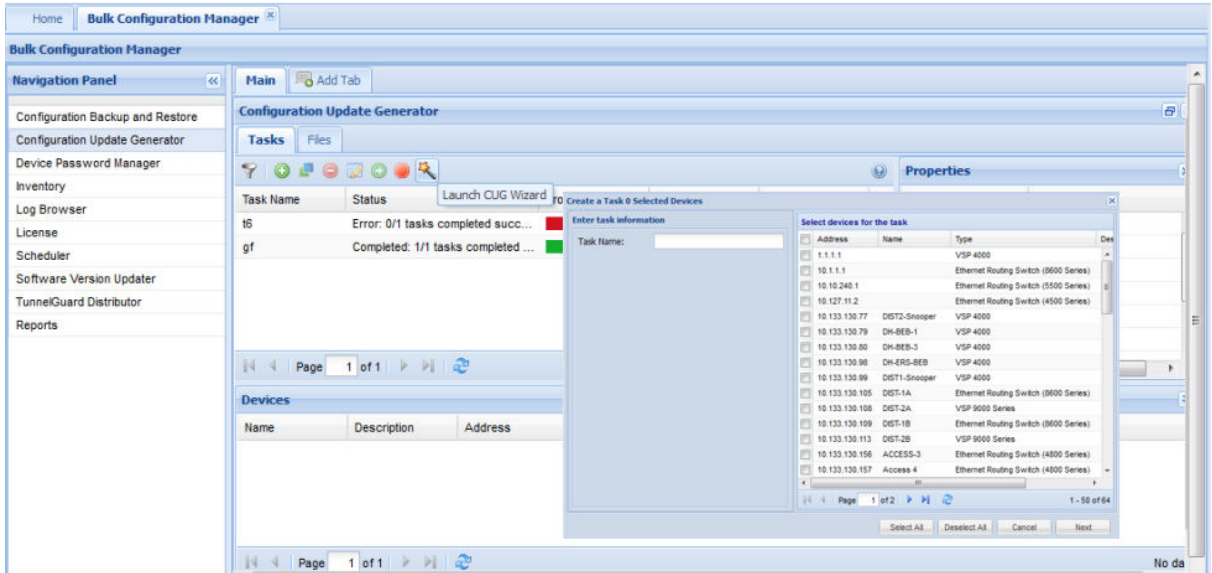 Home
Bulk Configuration Manager
Bulk Configuration Manager
Navigation Panel
Configuration Backup and Restore
Configuration Update Generator
Device Password Manager
Inventory
Log Browser
License
Scheduler
Software Version Updater
TunnelGuard Distributor
Reports
Main
Add Tab
Configuration Update Generator
Tasks
Files
Launch CUG Wizard
Properties
Task Name Status
t6 Error: 0/1 tasks completed succ...
gf Completed: 1/1 tasks completed ...
Page 1 of 1
Devices
Name Description Address
Page 1 of 1
No da
Create a Task 0 Selected Devices
Enter task information
Task Name:
Select devices for the task
Address Name Type Des
1.1.1.1 VSP 4000
10.1.1.1 Ethernet Routing Switch (8600 Series)
10.10.240.1 Ethernet Routing Switch (5500 Series)
10.127.11.2 Ethernet Routing Switch (4500 Series)
10.133.130.77 DIST2-Snooper VSP 4000
10.133.130.79 DH-BEB-1 VSP 4000
10.133.130.80 DH-BEB-3 VSP 4000
10.133.130.98 DH-ERS-BEB VSP 4000
10.133.130.99 DIST1-Snooper VSP 4000
10.133.130.105 DIST-1A Ethernet Routing Switch (8600 Series)
10.133.130.108 DIST-2A VSP 9000 Series
10.133.130.109 DIST-1B Ethernet Routing Switch (8600 Series)
10.133.130.113 DIST-2B VSP 9000 Series
10.133.130.156 ACCESS-3 Ethernet Routing Switch (4800 Series)
10.133.130.157 Access 4 Ethernet Routing Switch (4800 Series)
Page 1 of 2
1 - 50 of 64
Select All Deselect All Cancel Next